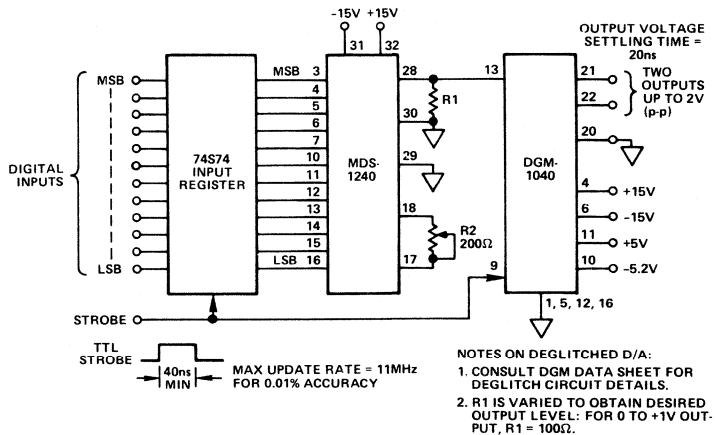 -15V +15V
31 32
OUTPUT VOLTAGE
SETTLING TIME =
20ns
MSB
DIGITAL
INPUTS
LSB
74S74
INPUT
REGISTER
MSB 3
4
5
6
7
10
11
12
13
14
15
LSB 16
MDS-
1240
28
30
29
18
17
R1
R2
200Ω
13
9
DGM-
1040
21
22
20
4
6
11
10
TWO
OUTPUTS
UP TO 2V
(p-p)
+15V
-15V
+5V
-5.2V
1, 5, 12, 16
STROBE
TTL
STROBE
40ns
MIN
MAX UPDATE RATE = 11MHz
FOR 0.01% ACCURACY
NOTES ON DEGLITCHED D/A:
1. CONSULT DGM DATA SHEET FOR
DEGLITCH CIRCUIT DETAILS.
2. R1 IS VARIED TO OBTAIN DESIRED
OUTPUT LEVEL: FOR 0 TO +1V OUT-
PUT, R1 = 100Ω.